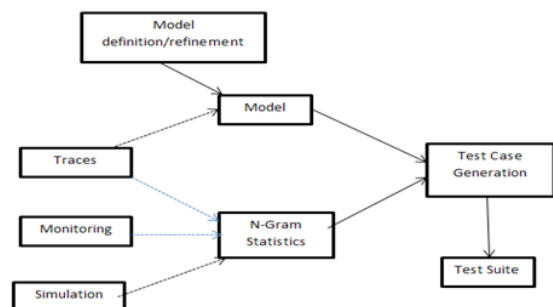 Model
definition/refinement
Model
Traces
Test Case
Generation
Monitoring
N-Gram
Statistics
Test Suite
Simulation